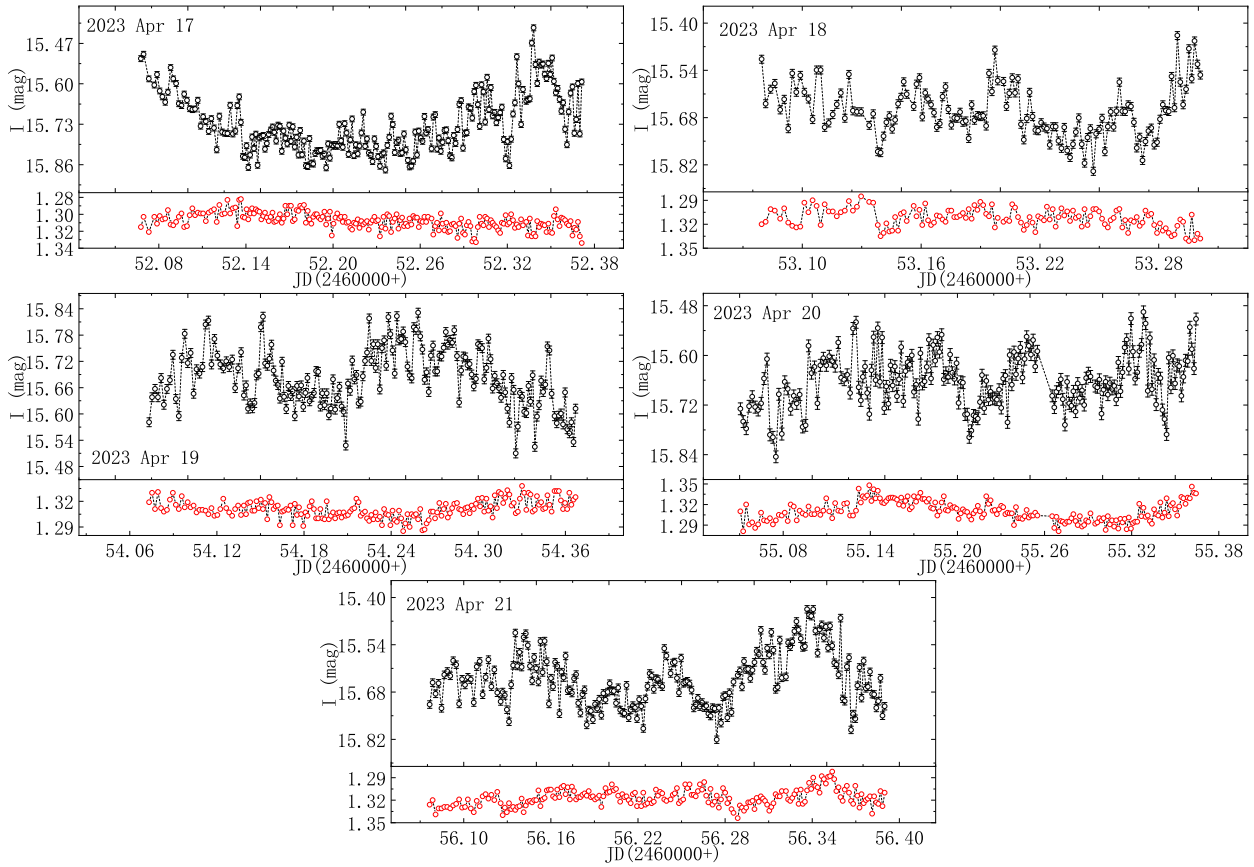 2023 Apr 17
I (mag)
15.47
15.60
15.73
15.86
1.28
1.30
1.32
1.34
52.08 52.14 52.20 52.26 52.32 52.38
JD(2460000+)
2023 Apr 18
I (mag)
15.40
15.54
15.68
15.82
1.29
1.32
1.35
53.10 53.16 53.22 53.28
JD(2460000+)
2023 Apr 19
I (mag)
15.84
15.78
15.72
15.66
15.60
15.54
15.48
1.32
1.29
54.06 54.12 54.18 54.24 54.30 54.36
JD(2460000+)
2023 Apr 20
I (mag)
15.48
15.60
15.72
15.84
1.35
1.32
1.29
55.08 55.14 55.20 55.26 55.32 55.38
JD(2460000+)
2023 Apr 21
I (mag)
15.40
15.54
15.68
15.82
1.29
1.32
1.35
56.10 56.16 56.22 56.28 56.34 56.40
JD(2460000+)